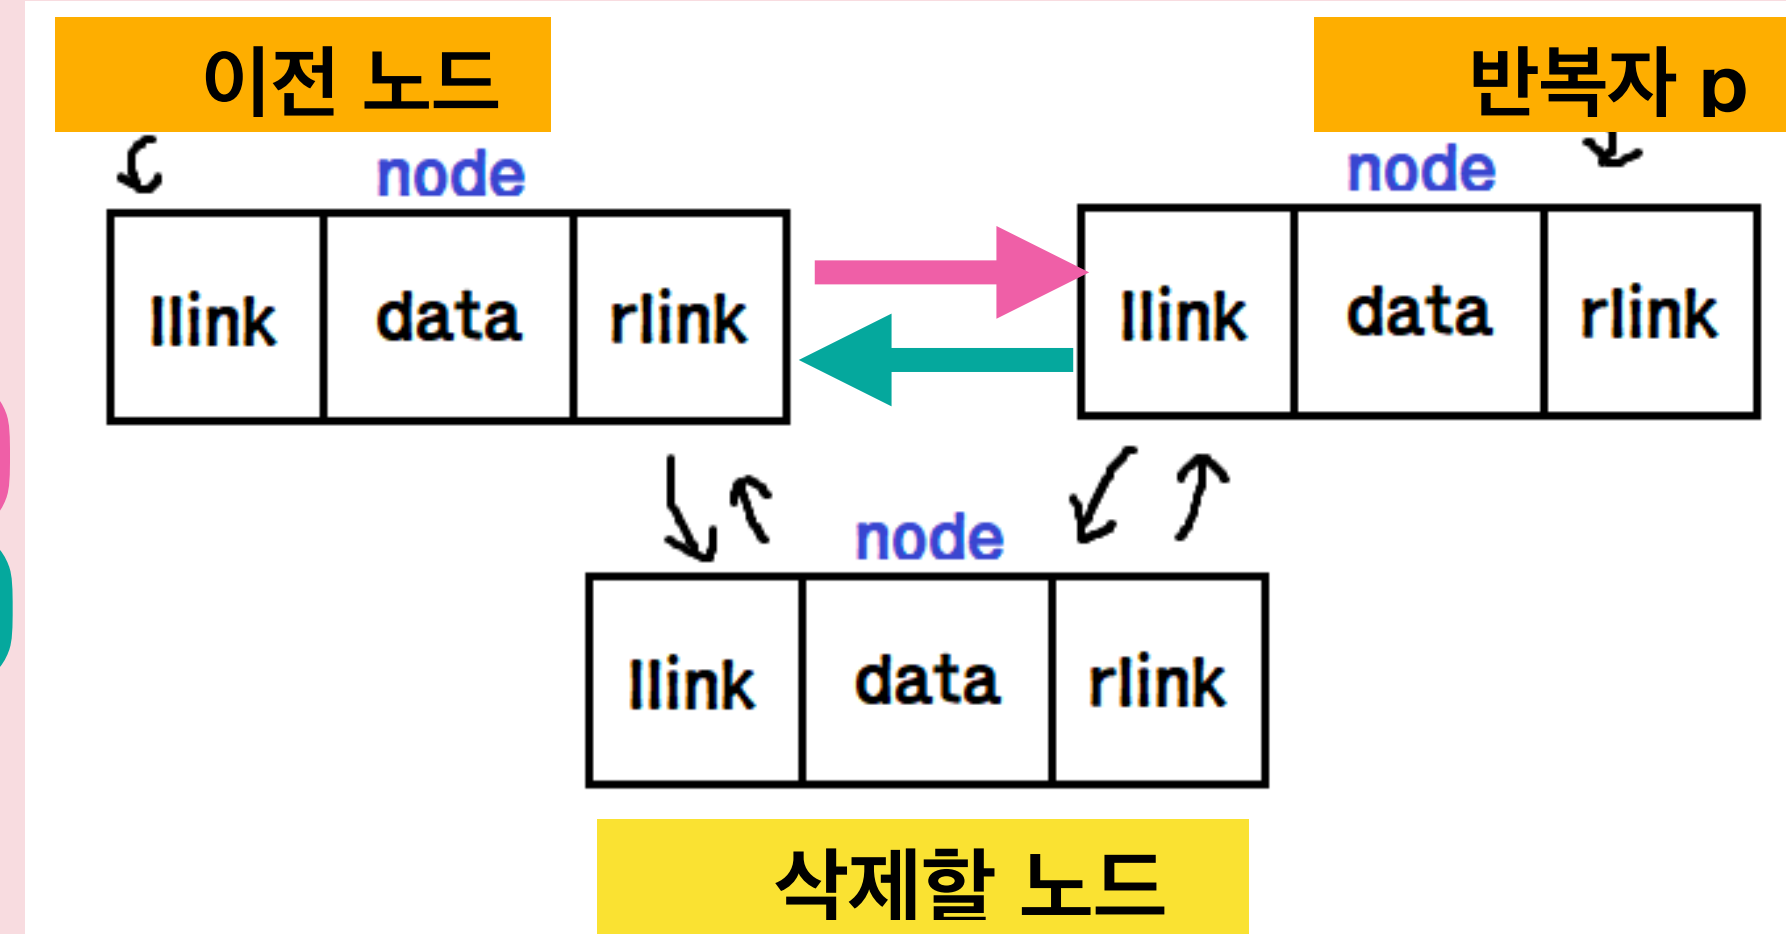 이전 노드
반복자 p
node
node
llink data rlink
llink data rlink
node
llink data rlink
삭제할 노드